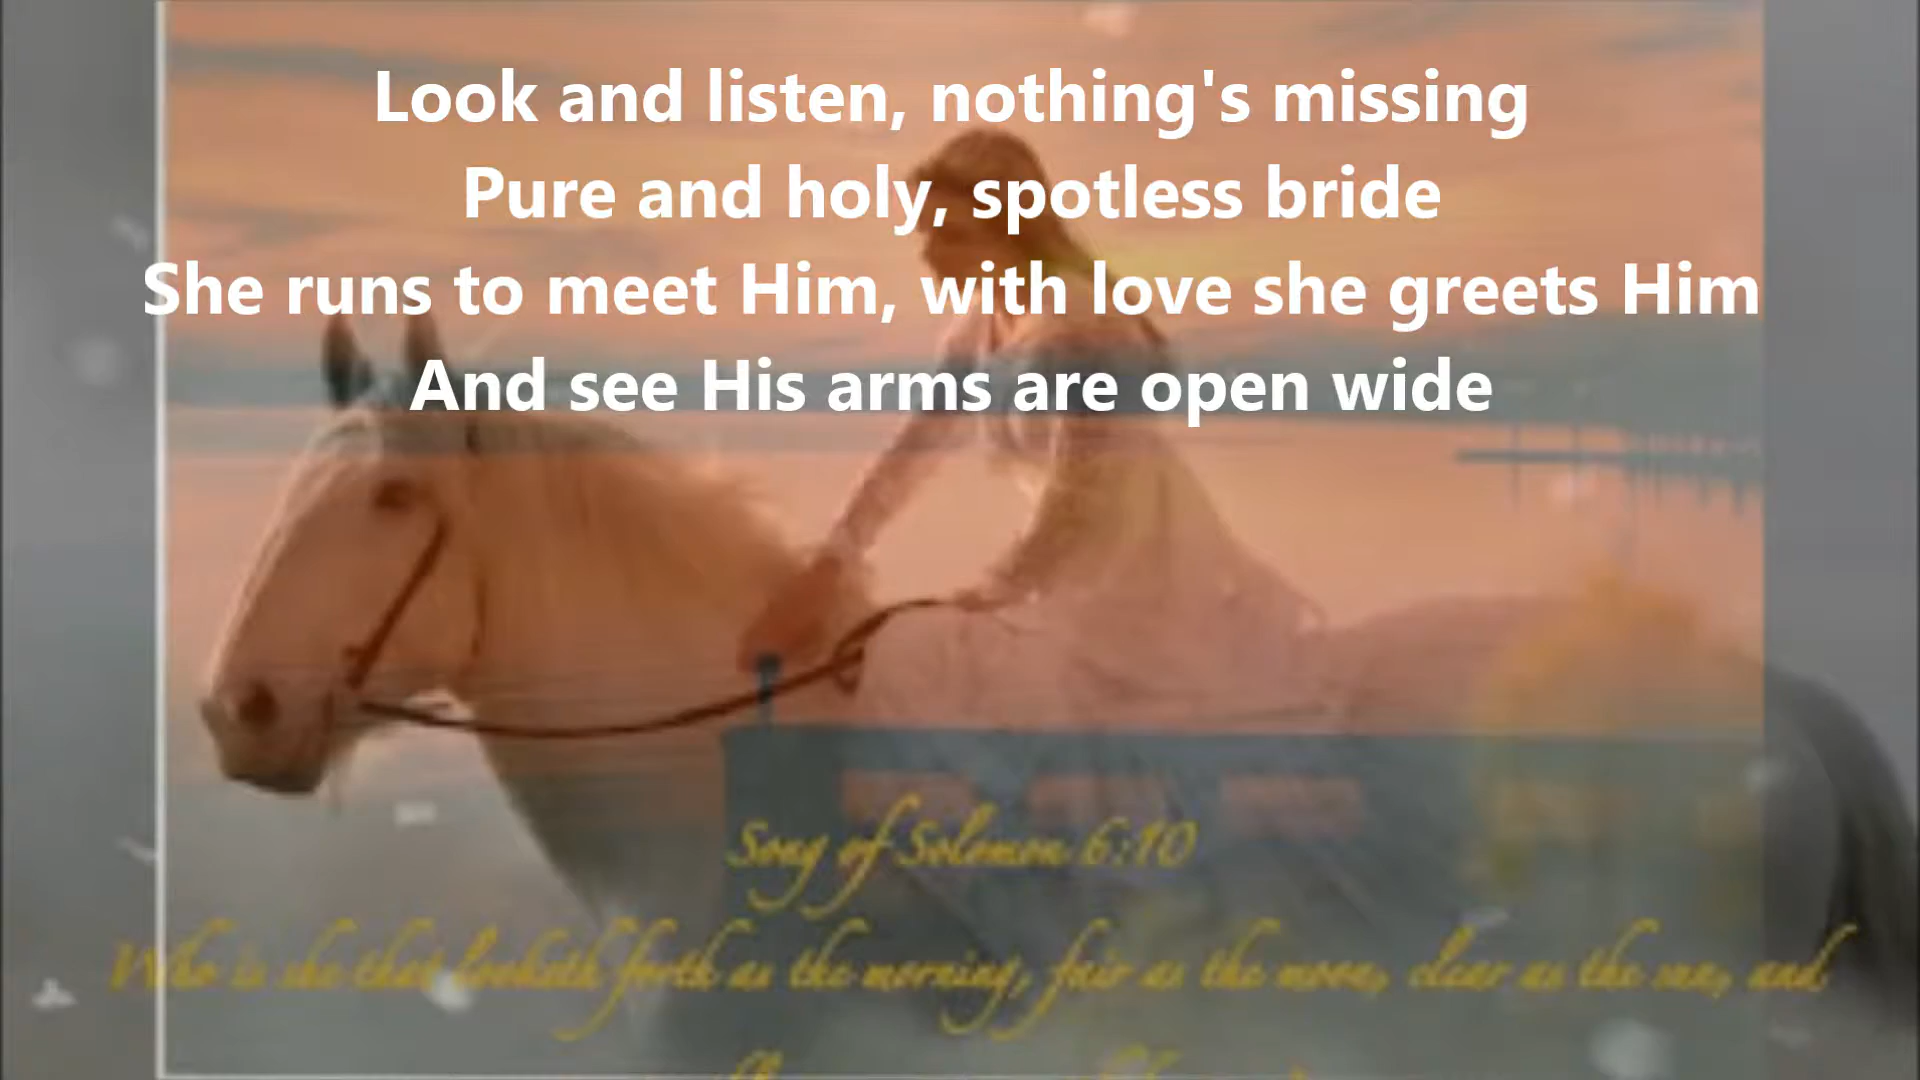 Look and listen, nothing's missing
Pure and holy, spotless bride
She runs to meet Him, with love she greets Him
And see His arms are open wide
Song of Solomon 6:10
Who is she that looketh forth as the morning, fair as the moon, clear as the sun, and